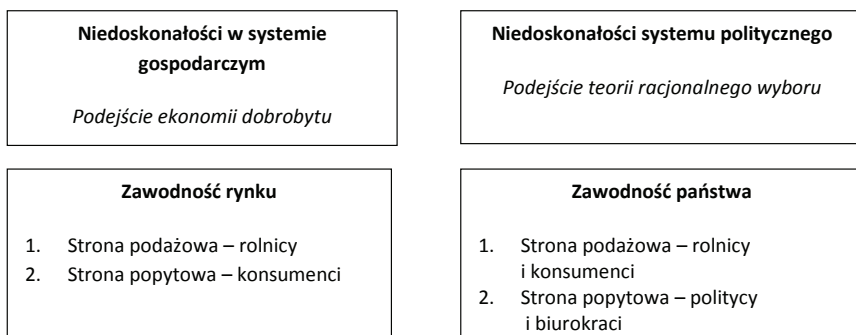 Niedoskonałości w systemie
gospodarczym
Podejście ekonomii dobrobytu
Niedoskonałości systemu politycznego
Podejście teorii racjonalnego wyboru
Zawodność rynku
1. Strona podażowa – rolnicy
2. Strona popytowa – konsumenci
Zawodność państwa
1. Strona podażowa – rolnicy
i konsumenci
2. Strona popytowa – politycy
i biurokraci